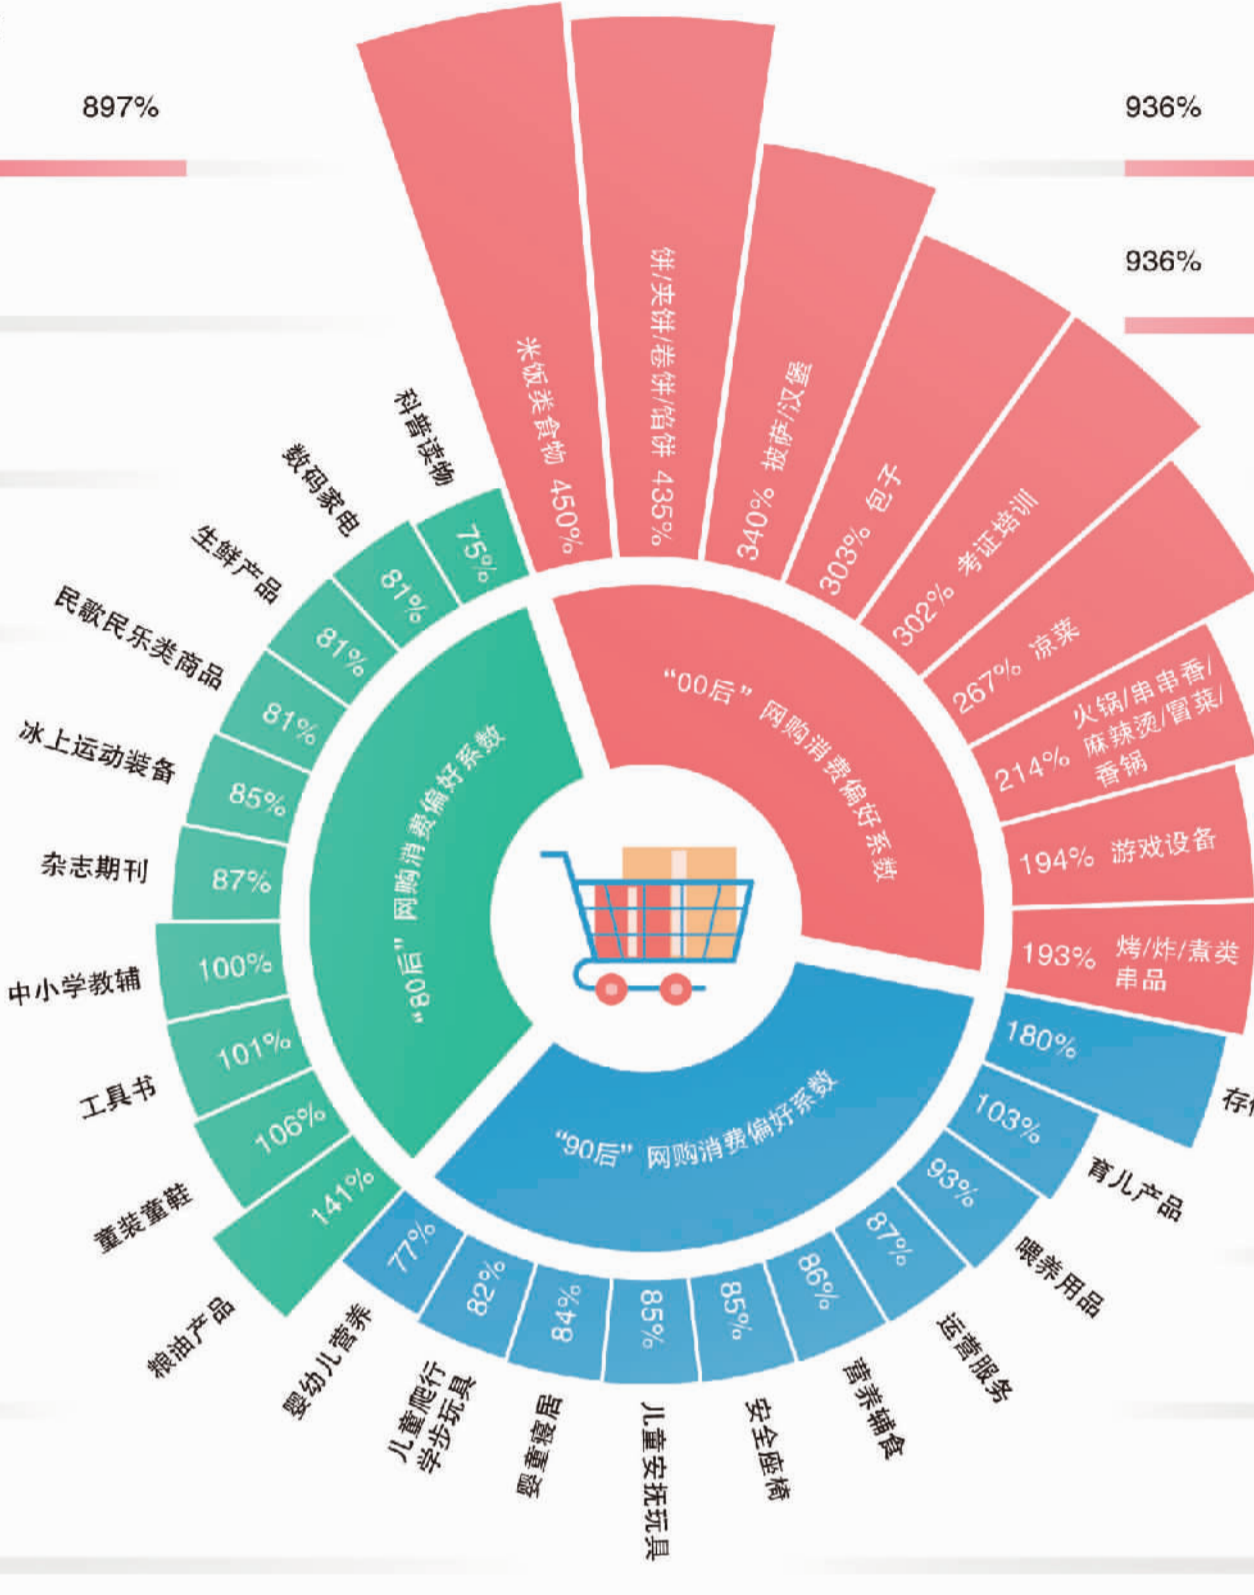 897%
936%
936%
米饭类食物 450%
饼/夹饼/卷饼/馅饼 435%
340% 披萨/汉堡
303% 包子
302% 考证培训
267% 凉菜
214% 火锅/串串香/
麻辣烫/冒菜/
香锅
194% 游戏设备
193% 烤/炸/煮类
串品
“00后” 网购消费偏好系数
180%
存
103%
育儿产品
93%
喂养用品
87%
运营服务
86%
营养辅食
85%
安全座椅
85%
儿童安抚玩具
84%
婴童寝居
82%
儿童爬行
学步玩具
77%
婴幼儿营养
“90后” 网购消费偏好系数
141%
粮油产品
106%
童装童鞋
101%
工具书
100%
中小学教辅
87%
杂志期刊
85%
冰上运动装备
81%
民歌民乐类商品
81%
生鲜产品
81%
数码家电
75%
科普读物
“80后” 网购消费偏好系数